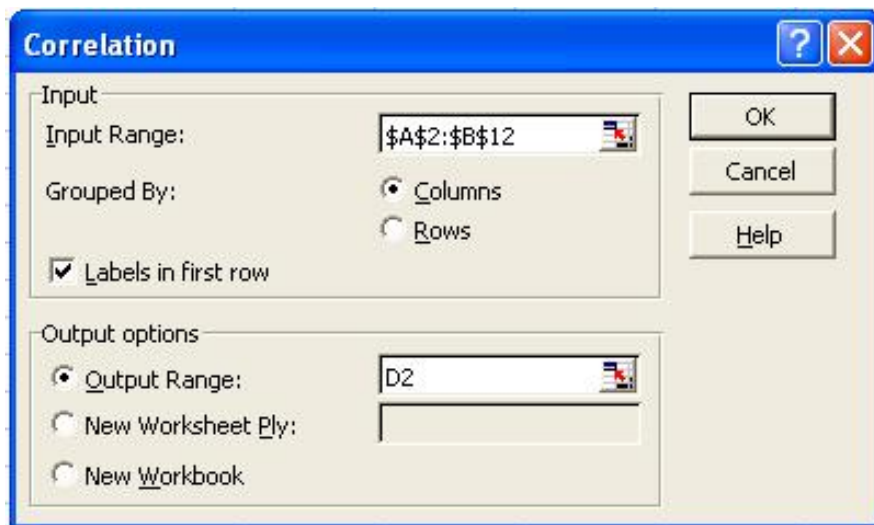 Correlation
Input
Input Range: $A$2:$B$12
Grouped By: Columns
Rows
Labels in first row
OK
Cancel
Help
Output options
Output Range: D2
New Worksheet Ply:
New Workbook